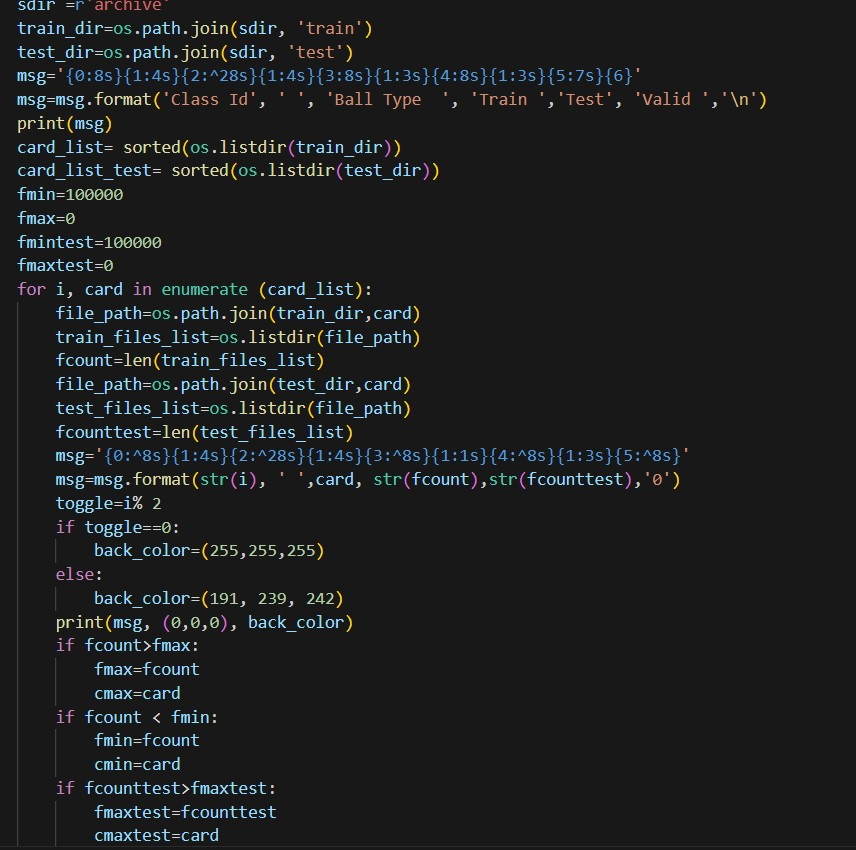 sdir =r'archive'
train_dir=os.path.join(sdir, 'train')
test_dir=os.path.join(sdir, 'test')
msg='{0:8s}{1:4s}{2:^28s}{1:4s}{3:8s}{1:3s}{4:8s}{1:3s}{5:7s}{6}'
msg=msg.format('Class Id', ' ', 'Ball Type  ', 'Train ','Test', 'Valid ','\n')
print(msg)
card_list= sorted(os.listdir(train_dir))
card_list_test= sorted(os.listdir(test_dir))
fmin=100000
fmax=0
fmintest=100000
fmaxtest=0
for i, card in enumerate (card_list):
    file_path=os.path.join(train_dir,card)
    train_files_list=os.listdir(file_path)
    fcount=len(train_files_list)
    file_path=os.path.join(test_dir,card)
    test_files_list=os.listdir(file_path)
    fcounttest=len(test_files_list)
    msg='{0:^8s}{1:4s}{2:^28s}{1:4s}{3:^8s}{1:1s}{4:^8s}{1:3s}{5:^8s}'
    msg=msg.format(str(i), ' ',card, str(fcount),str(fcounttest),'0')
    toggle=i% 2
    if toggle==0:
        back_color=(255,255,255)
    else:
        back_color=(191, 239, 242)
    print(msg, (0,0,0), back_color)
    if fcount>fmax:
        fmax=fcount
        cmax=card
    if fcount < fmin:
        fmin=fcount
        cmin=card
    if fcounttest>fmaxtest:
        fmaxtest=fcounttest
        cmaxtest=card